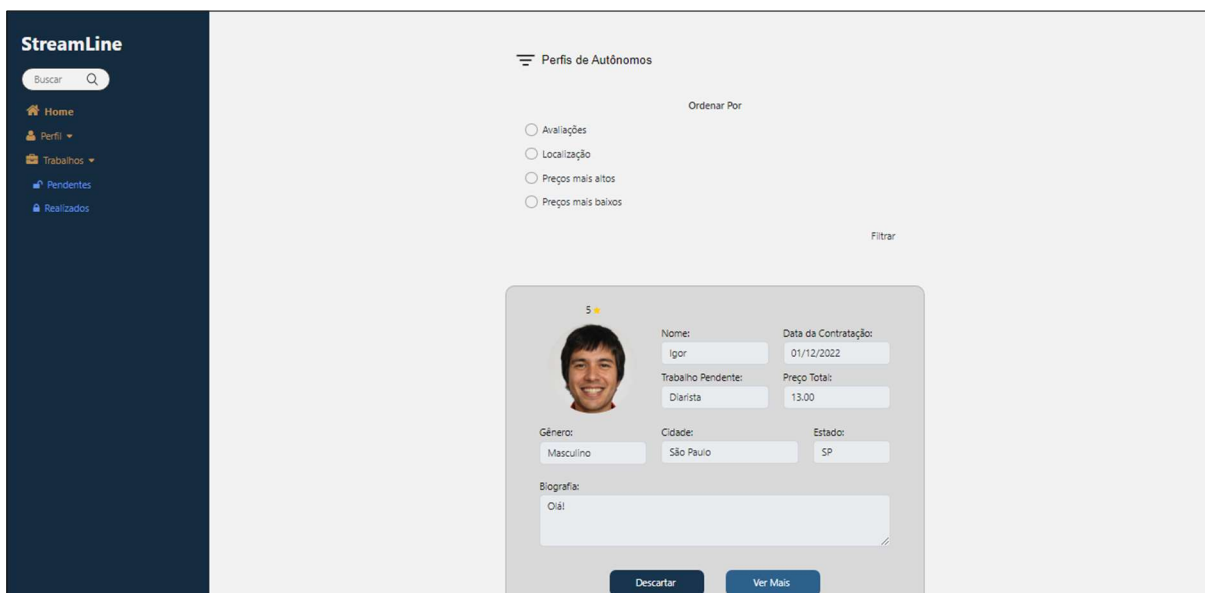 StreamLine
Buscar
Home
Perfil
Trabalhos
Pendentes
Realizados
Perfis de Autônomos
Ordenar Por
Avaliações
Localização
Preços mais altos
Preços mais baixos
Filtrar
5
Nome: Data da Contratação:
Igor 01/12/2022
Trabalho Pendente: Preço Total:
Diarista 13.00
Gênero: Cidade: Estado:
Masculino São Paulo SP
Biografia:
Olá!
Descartar Ver Mais